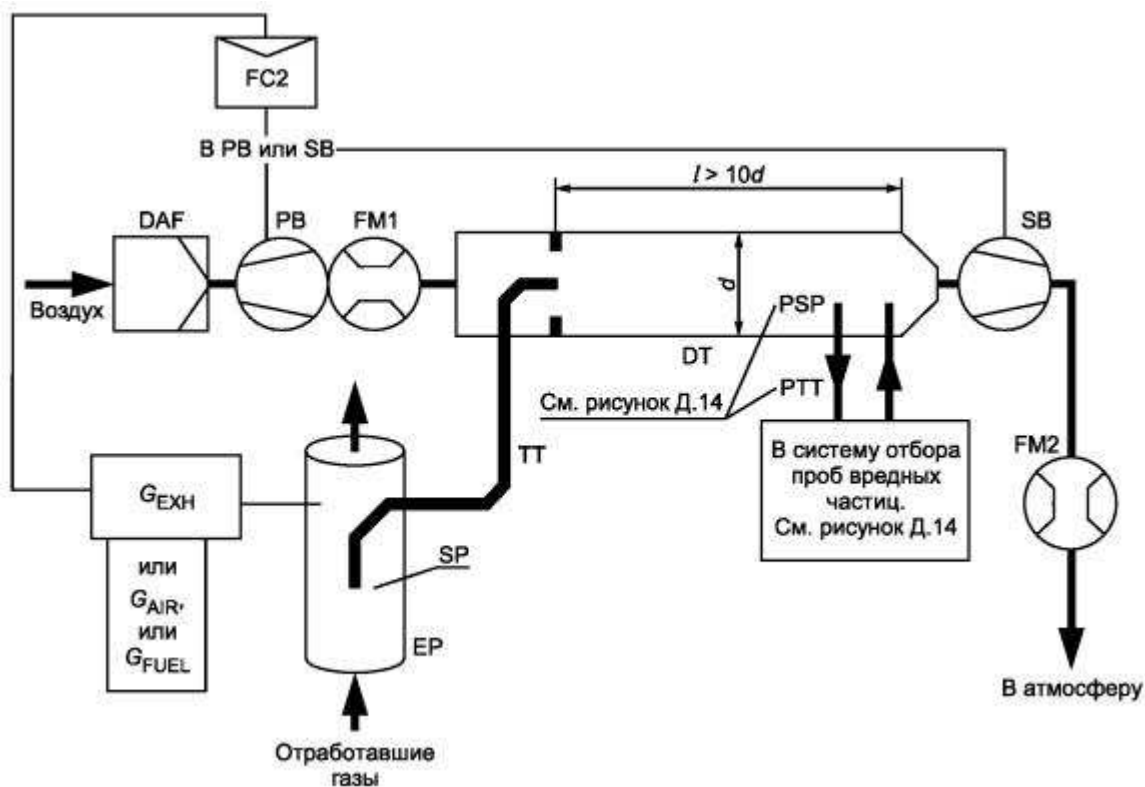 FC2
В РВ или SB
l > 10d
DAF
PB
FM1
SB
Воздух
d
PSP
DT
PTT
См. рисунок Д.14
TT
В систему отбора
проб вредных
частиц.
См. рисунок Д.14
FM2
G_EXH
SP
или
G_AIR,
или
G_FUEL
EP
В атмосферу
Отработавшие
газы